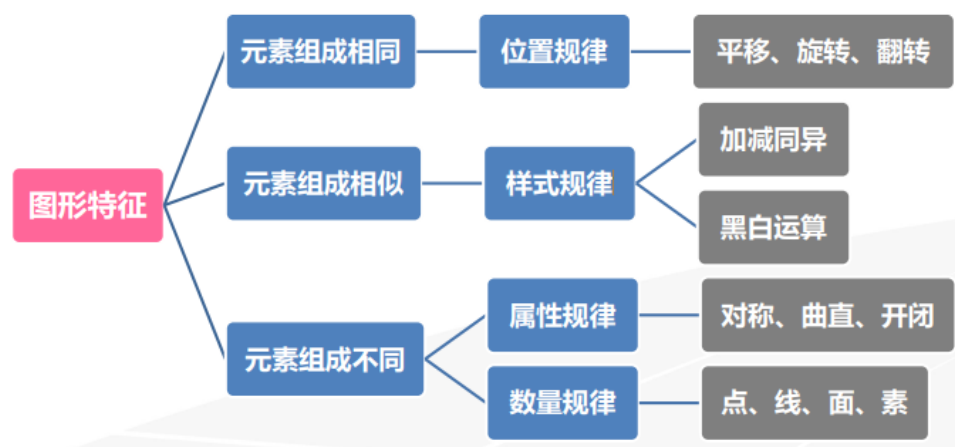 图形特征
元素组成相同
位置规律
平移、旋转、翻转
元素组成相似
样式规律
加减同异
黑白运算
元素组成不同
属性规律
对称、曲直、开闭
数量规律
点、线、面、素